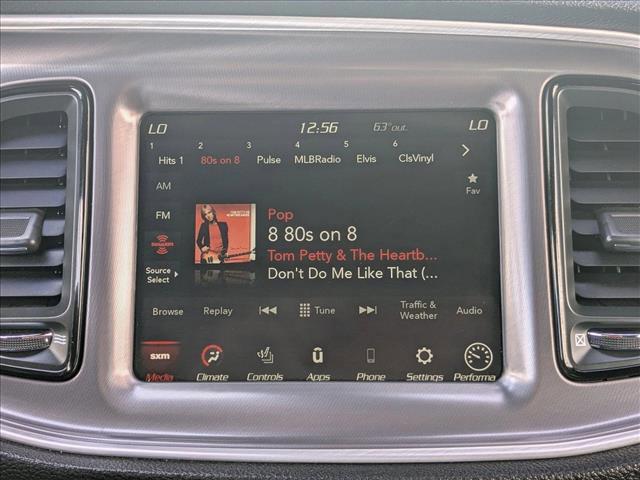 LO 12:56 63°out. LO
1 2 3 4 5 6
Hits 1 80s on 8 Pulse MLBRadio Elvis ClsVinyl
AM
Fav
FM
Pop
8 80s on 8
siriusxm
Tom Petty & The Heartb...
Source
Select
Don't Do Me Like That (...
Browse Replay Tune Traffic &
Weather Audio
sxm
Media Climate Controls Apps Phone Settings Performa